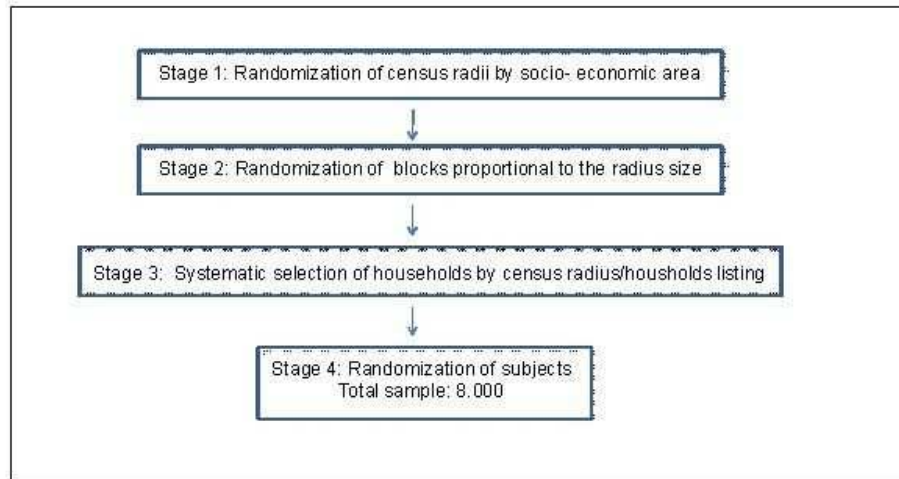 Stage 1: Randomization of census radii by socio- economic area
Stage 2: Randomization of blocks proportional to the radius size
Stage 3: Systematic selection of households by census radius/housholds listing
Stage 4: Randomization of subjects
Total sample: 8.000